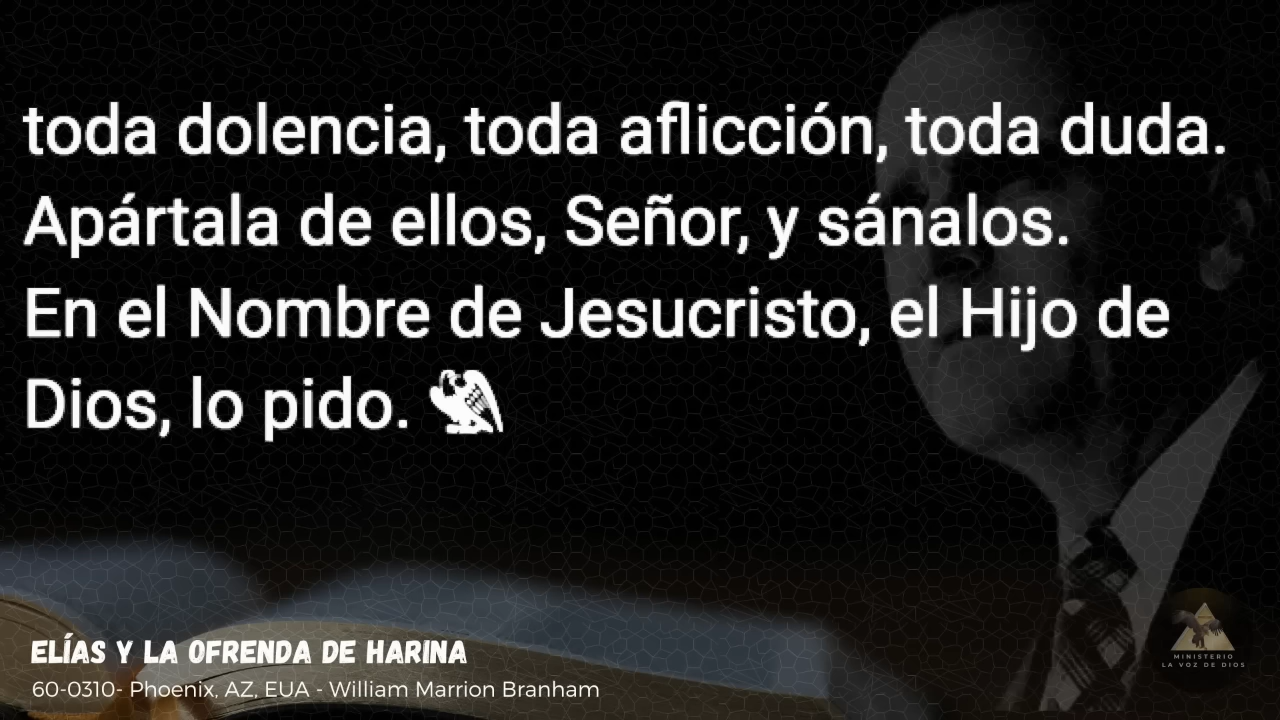 toda dolencia, toda aflicción, toda duda.
Apártala de ellos, Señor, y sánalos.
En el Nombre de Jesucristo, el Hijo de
Dios, lo pido.
ELÍAS Y LA OFRENDA DE HARINA
60-0310- Phoenix, AZ, EUA - William Marrion Branham
MINISTERIO
LA VOZ DE DIOS